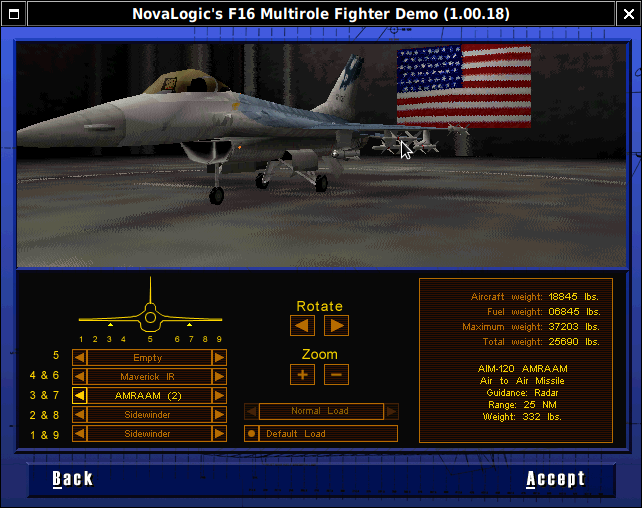 NovaLogic's F16 Multirole Fighter Demo (1.00.18)
1 2 3 4 5 6 7 8 9
5 Empty
4 & 6 Maverick IR
3 & 7 AMRAAM (2)
2 & 8 Sidewinder
1 & 9 Sidewinder
Rotate
Zoom
Normal Load
Default Load
Aircraft weight: 18845 lbs.
Fuel weight: 06845 lbs.
Maximum weight: 37203 lbs.
Total weight: 25690 lbs.
AIM-120 AMRAAM
Air to Air Missile
Guidance: Radar
Range: 25 NM
Weight: 332 lbs.
Back
Accept